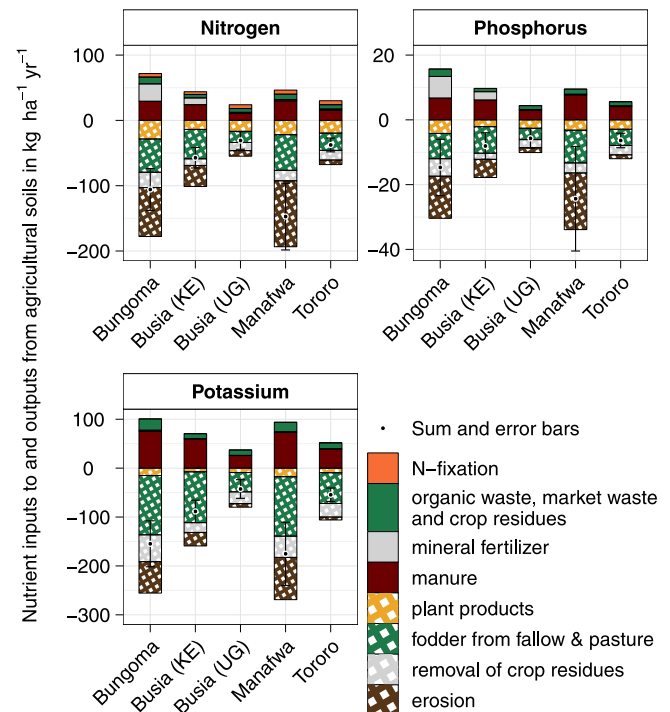 Nutrient inputs to and outputs from agricultural soils in kg ha⁻¹ yr⁻¹
Nitrogen
100
0
−100
−200
Bungoma
Busia (KE)
Busia (UG)
Manafwa
Tororo
Phosphorus
20
0
−20
−40
Bungoma
Busia (KE)
Busia (UG)
Manafwa
Tororo
Potassium
100
0
−100
−200
−300
Bungoma
Busia (KE)
Busia (UG)
Manafwa
Tororo
Sum and error bars
N−fixation
organic waste, market waste
and crop residues
mineral fertilizer
manure
plant products
fodder from fallow & pasture
removal of crop residues
erosion